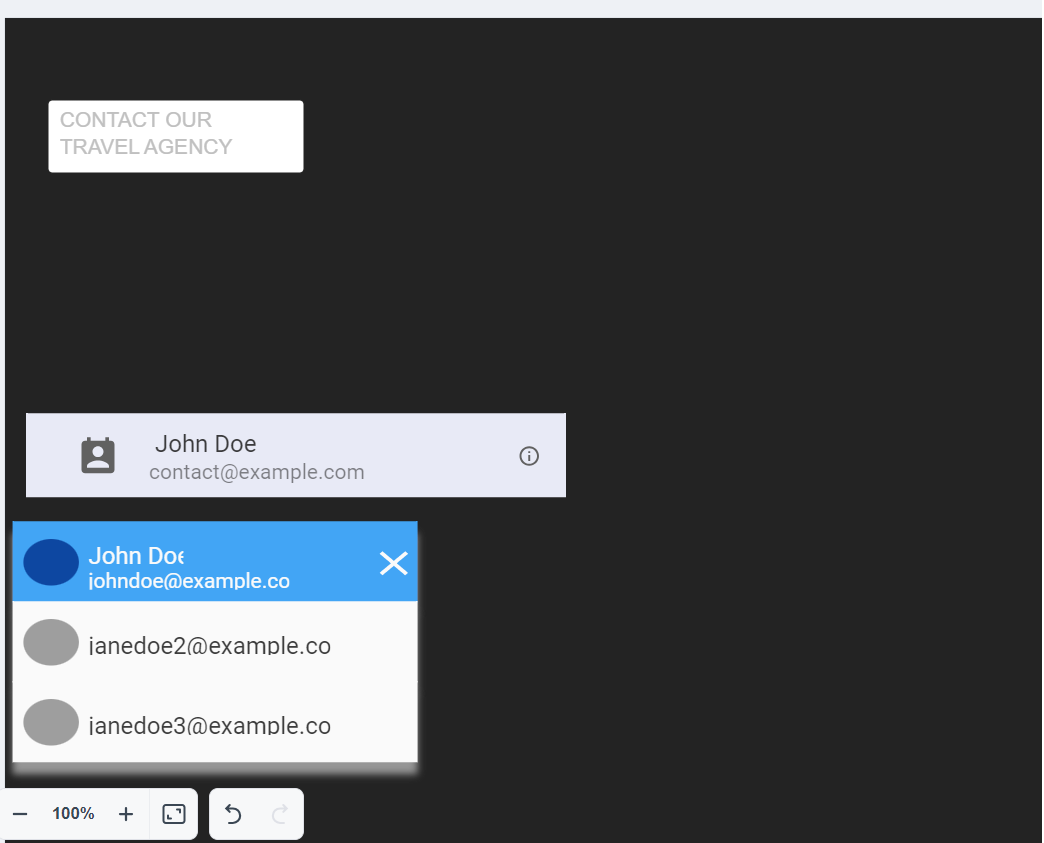 CONTACT OUR
TRAVEL AGENCY
John Doe
contact@example.com
John Doe
johndoe@example.co
janedoe2@example.co
janedoe3@example.co
100%